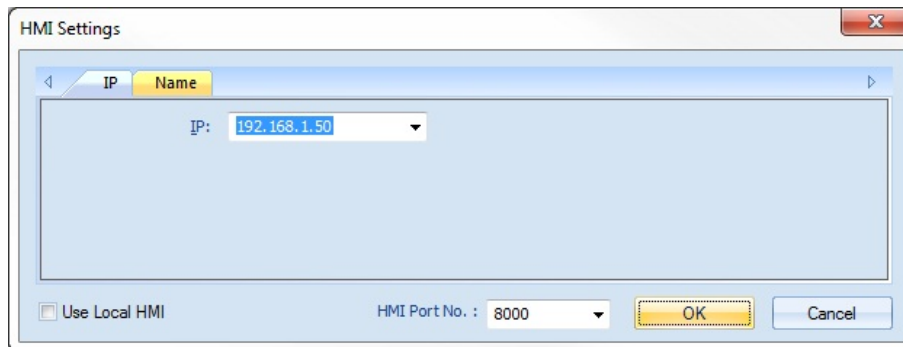 HMI Settings
IP Name
IP: 192.168.1.50
Use Local HMI HMI Port No. : 8000 OK Cancel